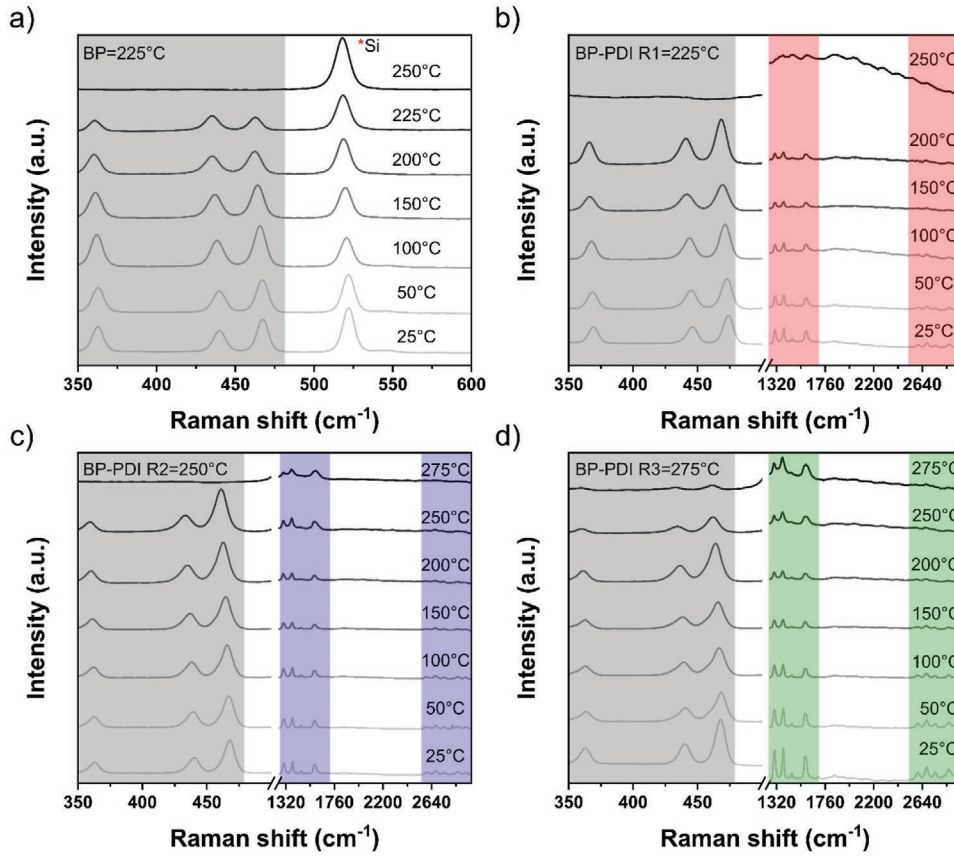 a)
BP=225°C
*Si
250°C
225°C
200°C
150°C
100°C
50°C
25°C
Intensity (a.u.)
350 400 450 500 550 600
Raman shift (cm⁻¹)
b)
BP-PDI R1=225°C
250°C
200°C
150°C
100°C
50°C
25°C
Intensity (a.u.)
350 400 450 1320 1760 2200 2640
Raman shift (cm⁻¹)
c)
BP-PDI R2=250°C
275°C
250°C
200°C
150°C
100°C
50°C
25°C
Intensity (a.u.)
350 400 450 1320 1760 2200 2640
Raman shift (cm⁻¹)
d)
BP-PDI R3=275°C
275°C
250°C
200°C
150°C
100°C
50°C
25°C
Intensity (a.u.)
350 400 450 1320 1760 2200 2640
Raman shift (cm⁻¹)